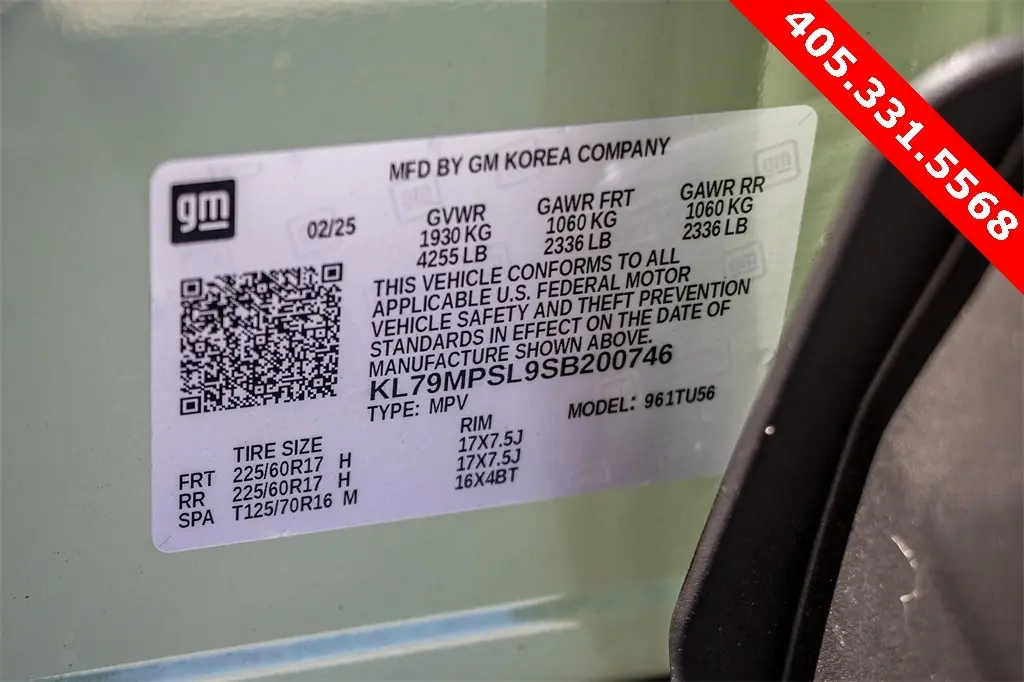 405.331.5568
MFD BY GM KOREA COMPANY
gm
02/25
GVWR
1930 KG
4255 LB
GAWR FRT
1060 KG
2336 LB
GAWR RR
1060 KG
2336 LB
THIS VEHICLE CONFORMS TO ALL
APPLICABLE U.S. FEDERAL MOTOR
VEHICLE SAFETY AND THEFT PREVENTION
STANDARDS IN EFFECT ON THE DATE OF
MANUFACTURE SHOWN ABOVE.
KL79MPSL9SB200746
TYPE: MPV
MODEL: 961TU56
TIRE SIZE RIM
FRT 225/60R17 H 17X7.5J
RR 225/60R17 H 17X7.5J
SPA T125/70R16 M 16X4BT